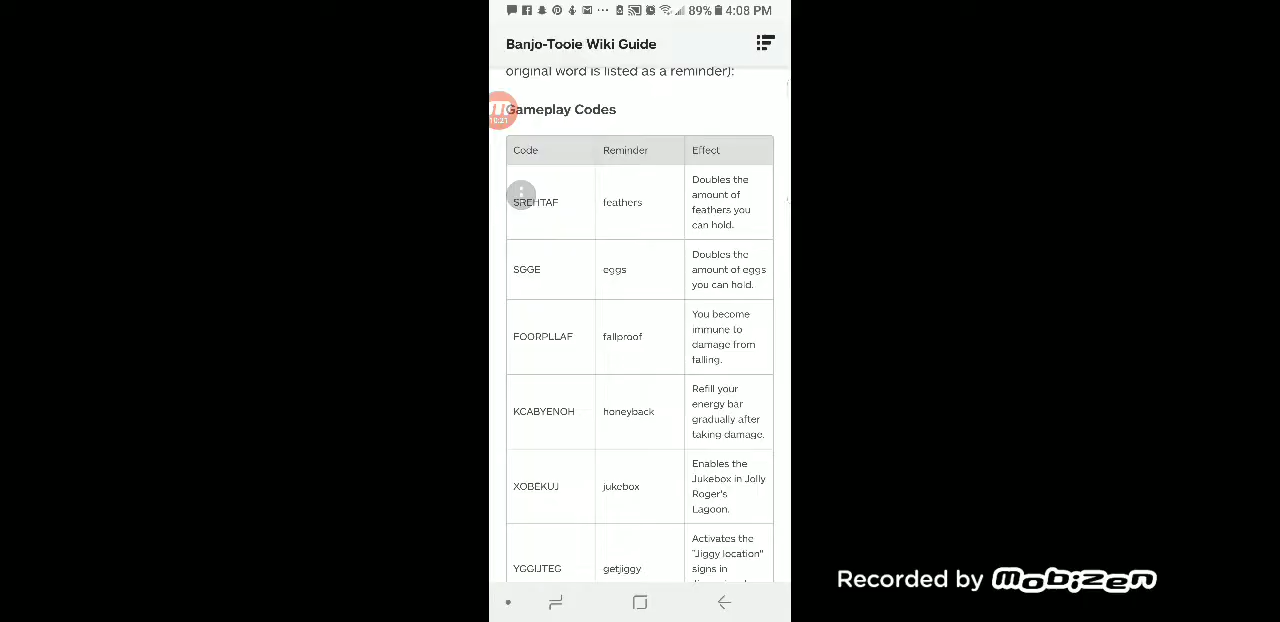 89% 4:08 PM
Banjo-Tooie Wiki Guide
original word is listed as a reminder):
Gameplay Codes
10:21
Code Reminder Effect
SREHTAF feathers Doubles the
amount of
feathers you
can hold.
SGGE eggs Doubles the
amount of eggs
you can hold.
FOORPLLAF fallproof You become
immune to
damage from
falling.
KCABYENOH honeyback Refill your
energy bar
gradually after
taking damage.
XOBEKUJ jukebox Enables the
Jukebox in Jolly
Roger's
Lagoon.
YGGIJTEG getjiggy Activates the
"Jiggy location"
signs in
Recorded by mobizen